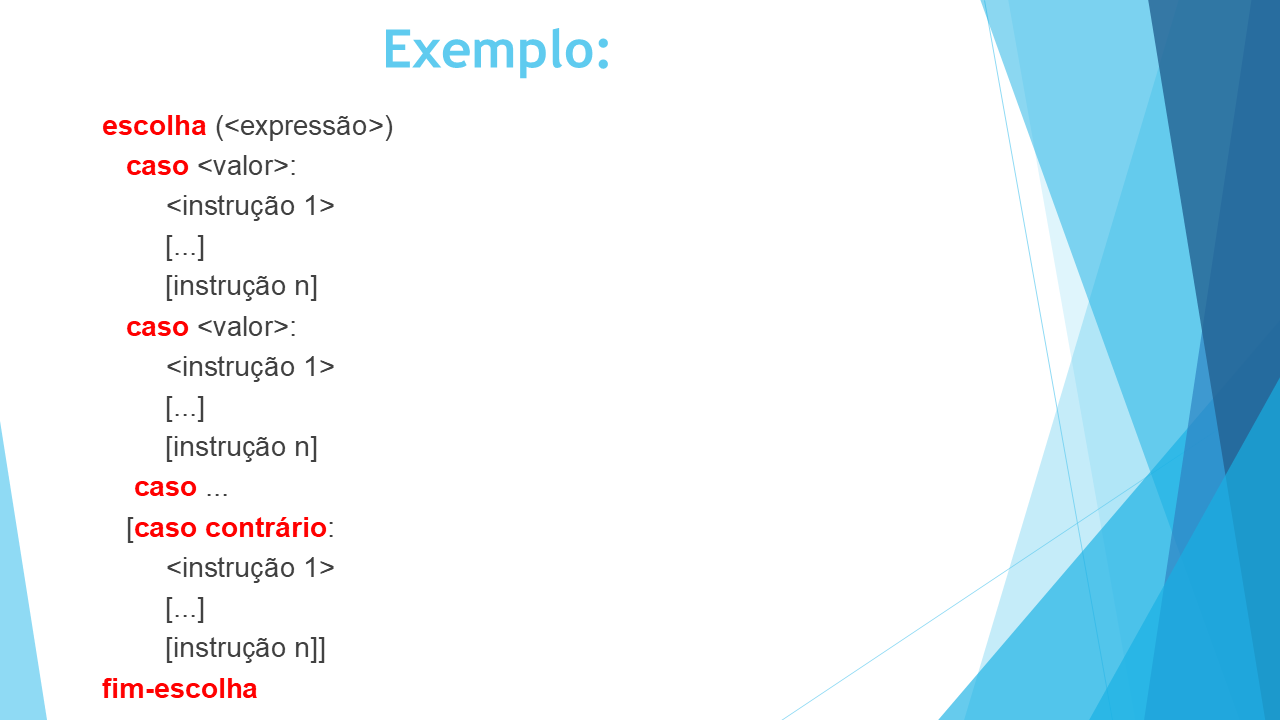 Exemplo:
escolha (<expressão>)
caso <valor>:
<instrução 1>
[...]
[instrução n]
caso <valor>:
<instrução 1>
[...]
[instrução n]
caso ...
[caso contrário:
<instrução 1>
[...]
[instrução n]]
fim-escolha